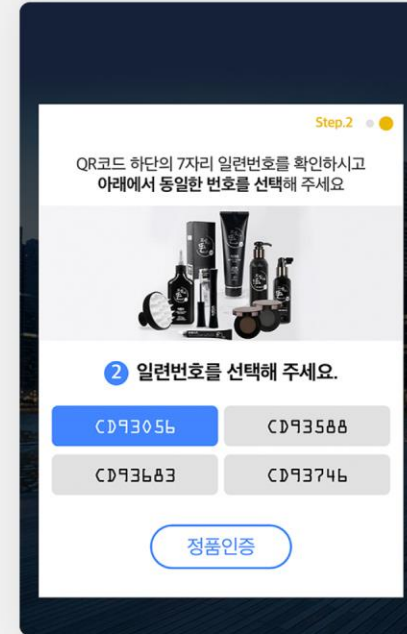 Step.2
QR코드 하단의 7자리 일련번호를 확인하시고
아래에서 동일한 번호를 선택해 주세요
2 일련번호를 선택해 주세요.
CD93056 CD93588
CD93683 CD93746
정품인증